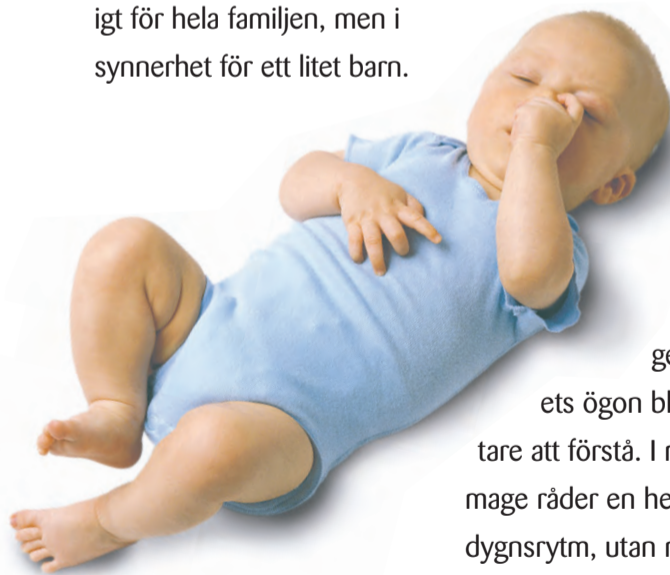 igt för hela familjen, men i
synnerhet för ett litet barn.
ge
ets ögon bl
tare att förstå. I
mage råder en he
dygnsrytm, utan